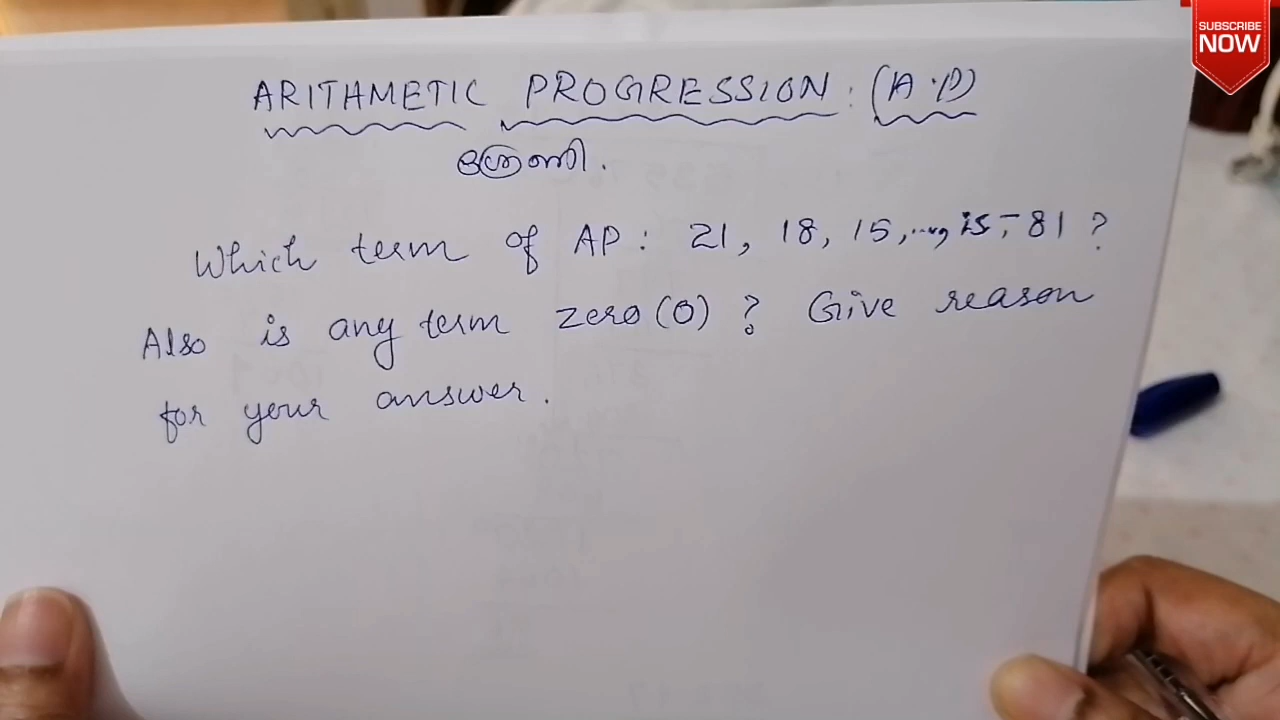 SUBSCRIBE
NOW
ARITHMETIC PROGRESSION : (A.P)
ശ്രേണി.
Which term of AP : 21, 18, 15, ..., is -81 ?
Also is any term zero (0) ? Give reason
for your answer.